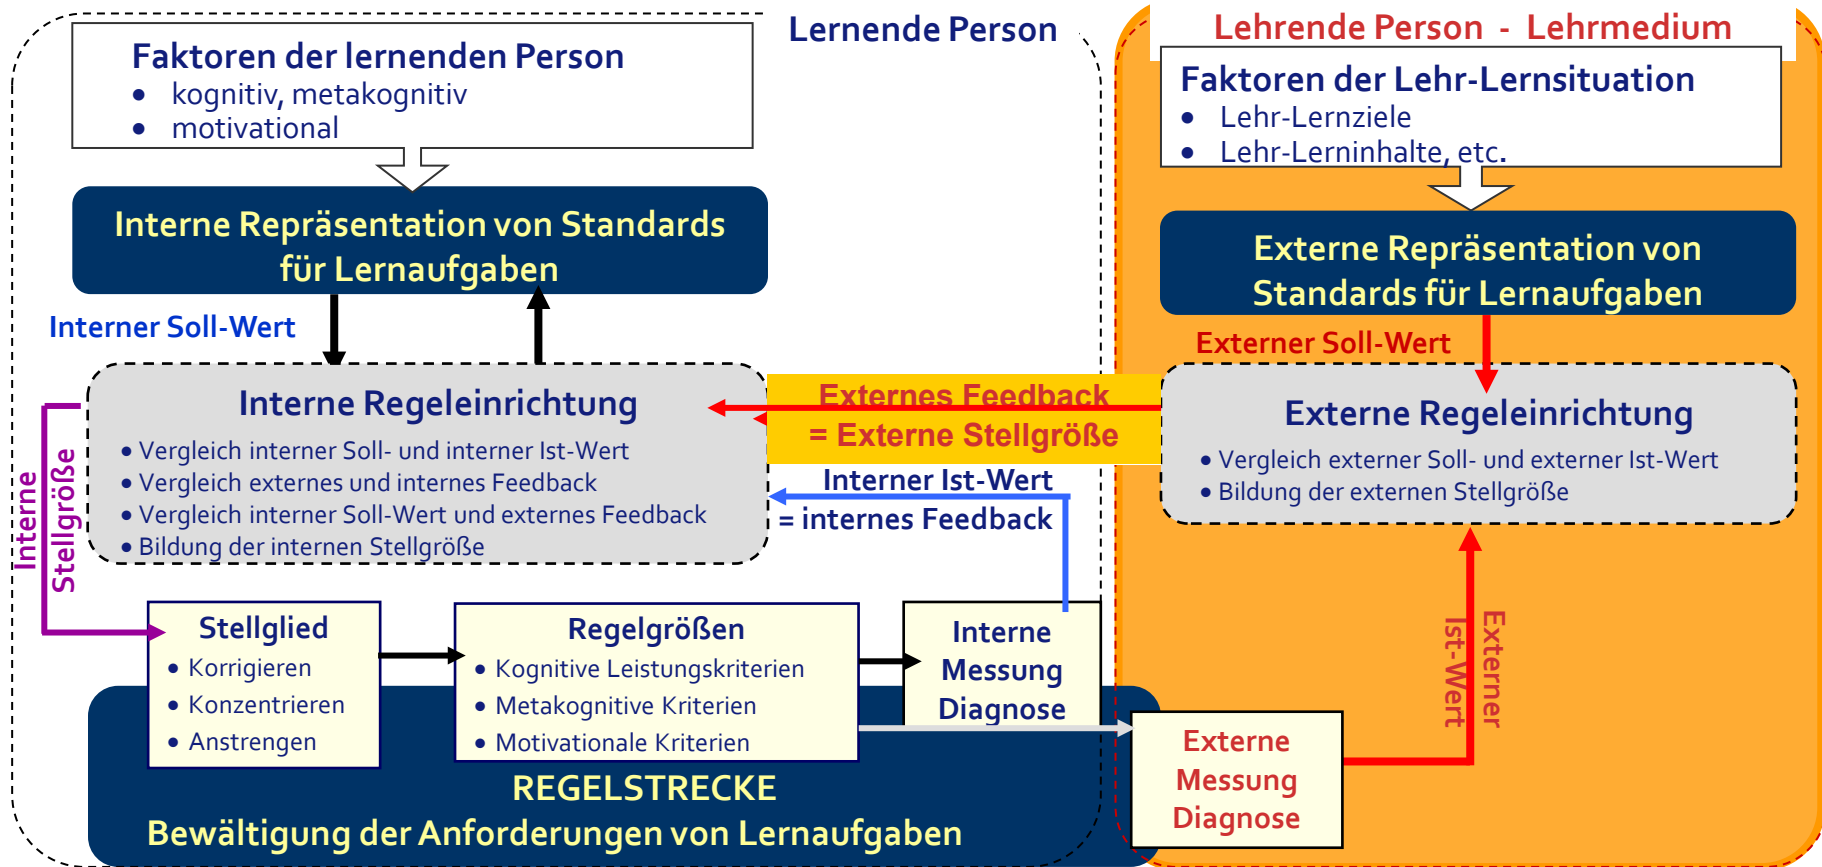 Lernende Person
Faktoren der lernenden Person
• kognitiv, metakognitiv
• motivational
Interne Repräsentation von Standards
für Lernaufgaben
Interner Soll-Wert
Interne Regeleinrichtung
• Vergleich interner Soll- und interner Ist-Wert
• Vergleich externes und internes Feedback
• Vergleich interner Soll-Wert und externes Feedback
• Bildung der internen Stellgröße
Interne
Stellgröße
Stellglied
• Korrigieren
• Konzentrieren
• Anstrengen
Regelgrößen
• Kognitive Leistungskriterien
• Metakognitive Kriterien
• Motivationale Kriterien
Interne
Messung
Diagnose
REGELSTRECKE
Bewältigung der Anforderungen von Lernaufgaben
Externes Feedback
= Externe Stellgröße
Interner Ist-Wert
= internes Feedback
Lehrende Person - Lehrmedium
Faktoren der Lehr-Lernsituation
• Lehr-Lernziele
• Lehr-Lerninhalte, etc.
Externe Repräsentation von
Standards für Lernaufgaben
Externer Soll-Wert
Externe Regeleinrichtung
• Vergleich externer Soll- und externer Ist-Wert
• Bildung der externen Stellgröße
Externer
Ist-Wert
Externe
Messung
Diagnose